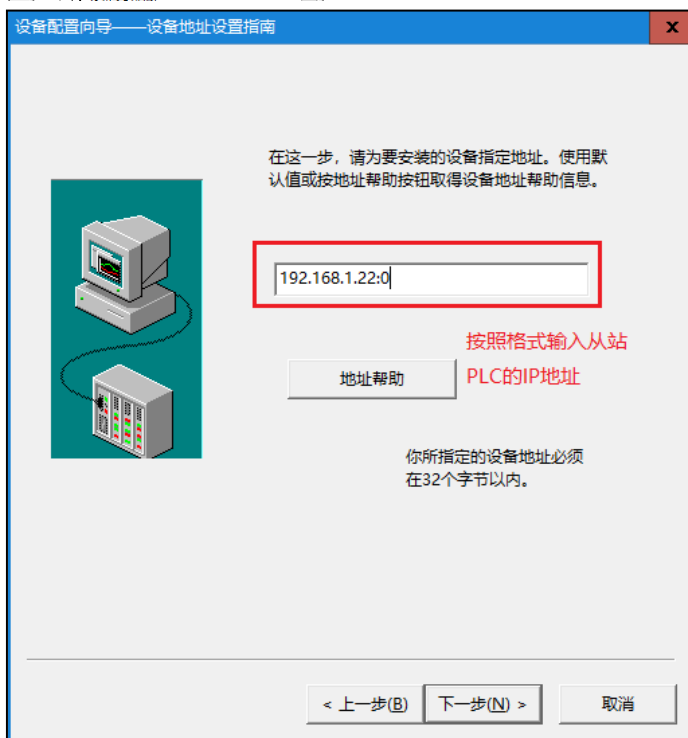 设备配置向导——设备地址设置指南
在这一步，请为要安装的设备指定地址。使用默
认值或按地址帮助按钮取得设备地址帮助信息。
192.168.1.22:0
按照格式输入从站
地址帮助
PLC的IP地址
你所指定的设备地址必须
在32个字节以内。
< 上一步(B)
下一步(N) >
取消